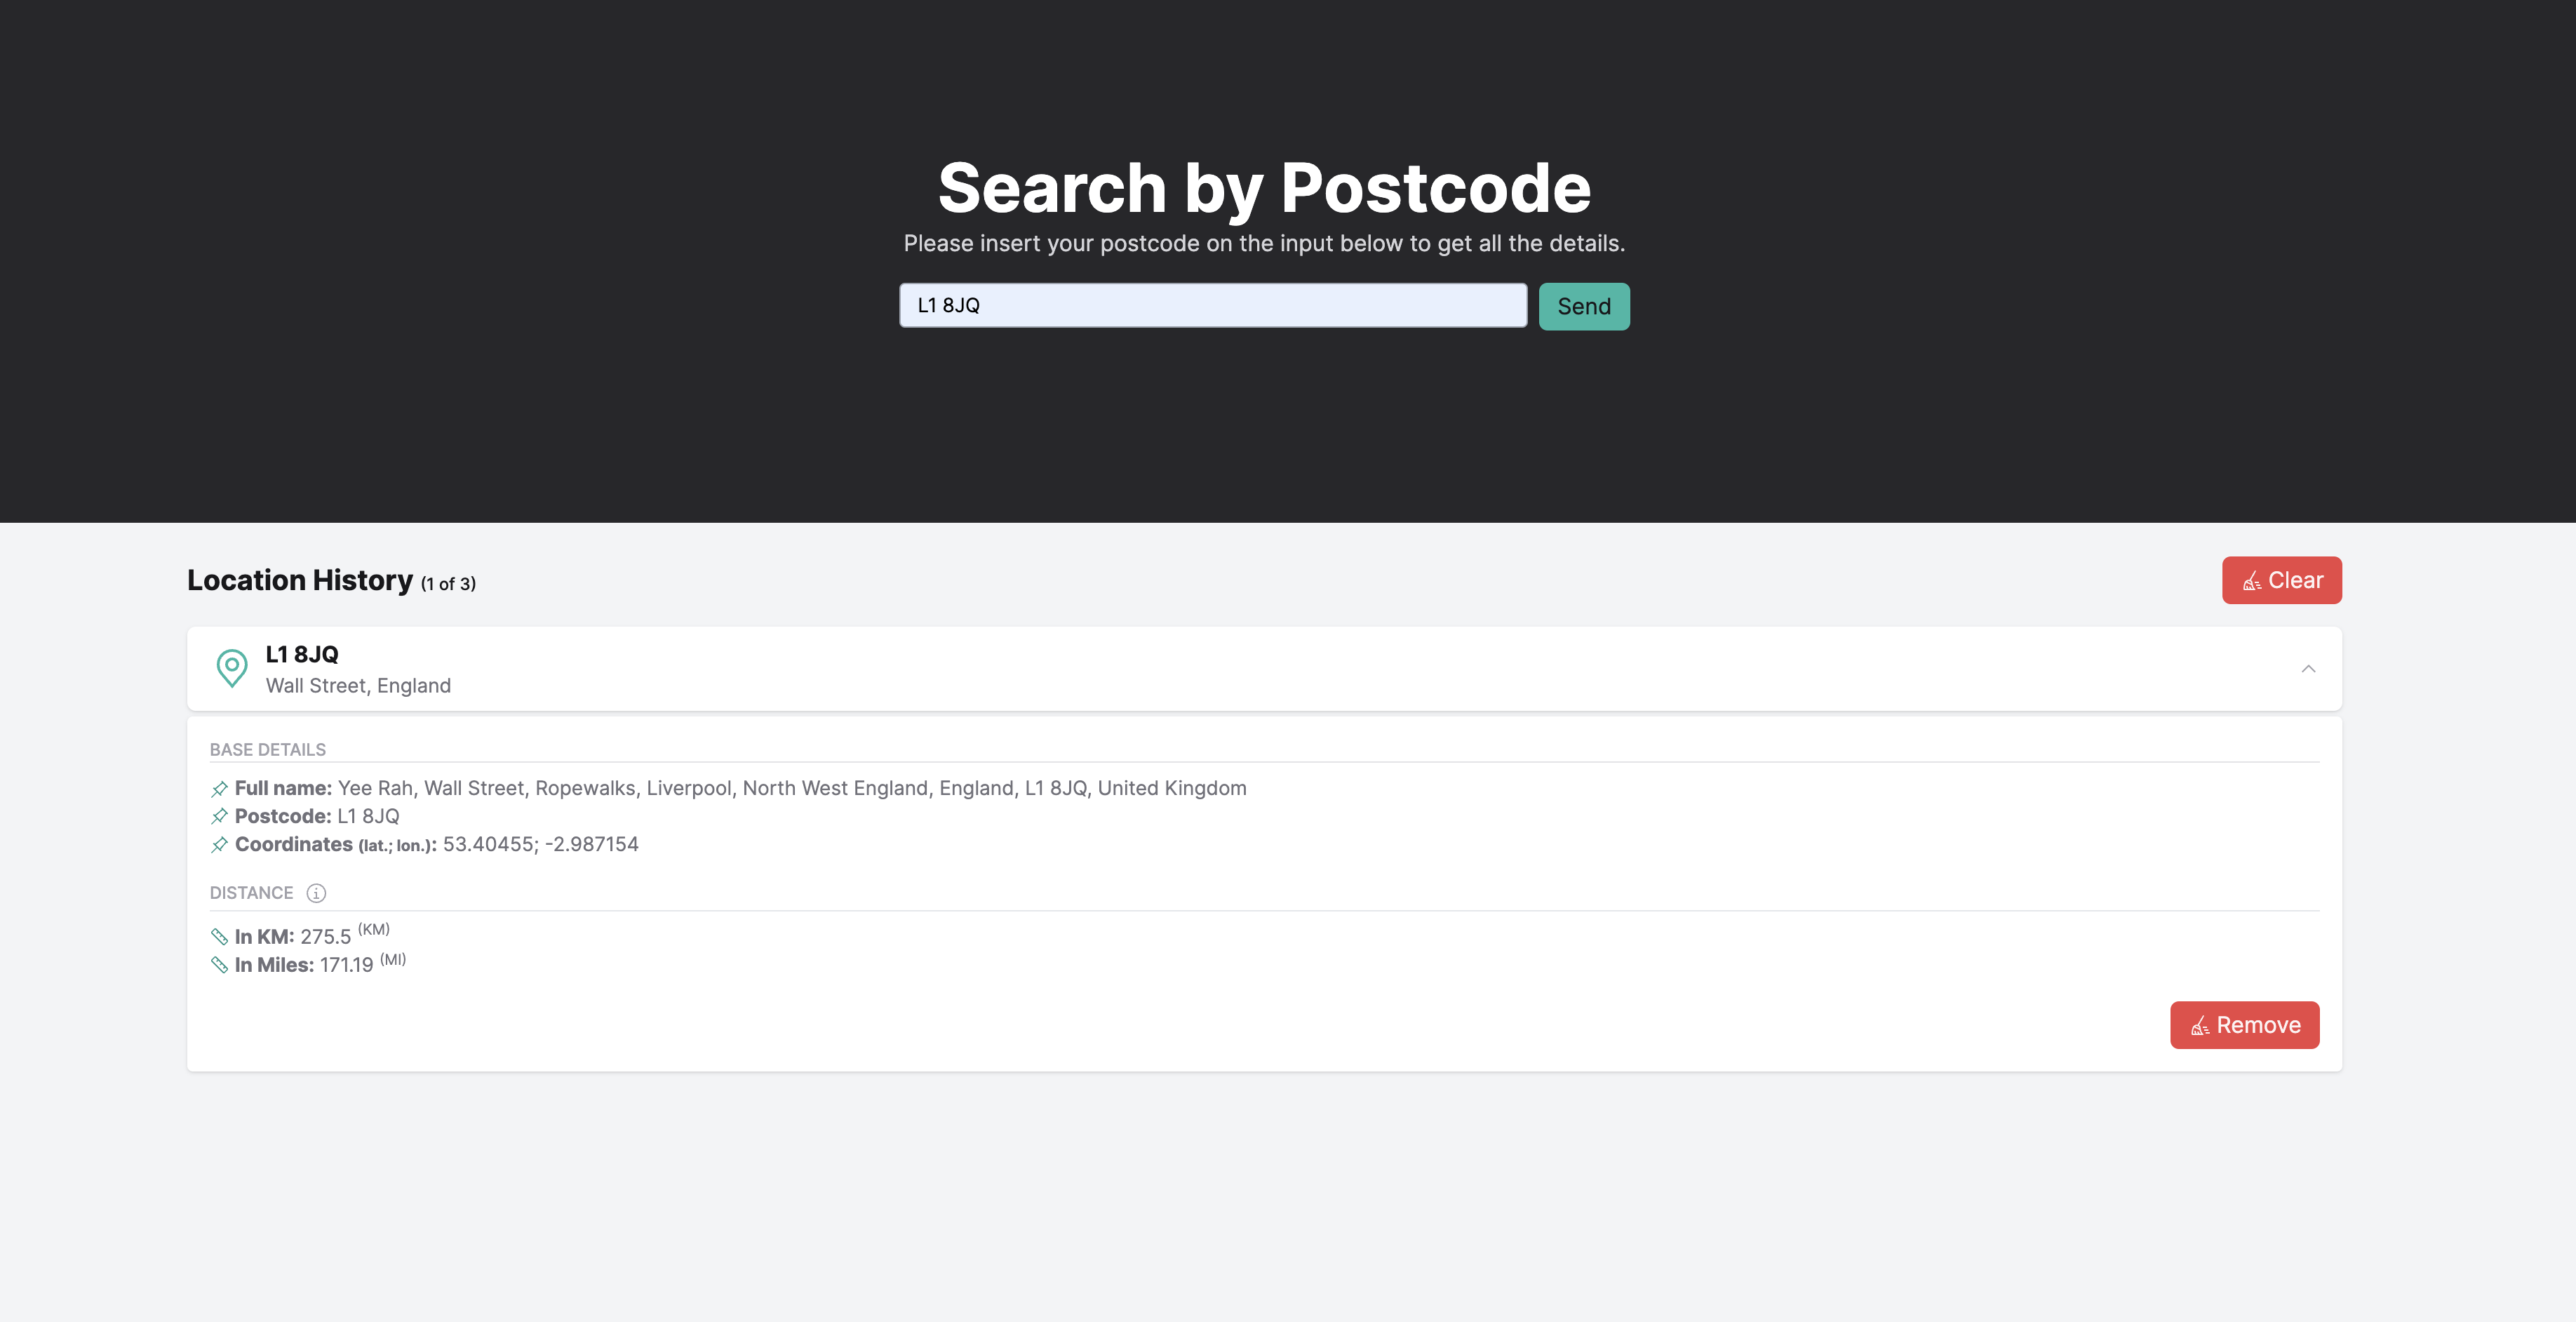 Search by Postcode
Please insert your postcode on the input below to get all the details.
L1 8JQ
Send
Location History (1 of 3)
Clear
L1 8JQ
Wall Street, England
BASE DETAILS
Full name: Yee Rah, Wall Street, Ropewalks, Liverpool, North West England, England, L1 8JQ, United Kingdom
Postcode: L1 8JQ
Coordinates (lat.; lon.): 53.40455; -2.987154
DISTANCE
In KM: 275.5 (KM)
In Miles: 171.19 (MI)
Remove